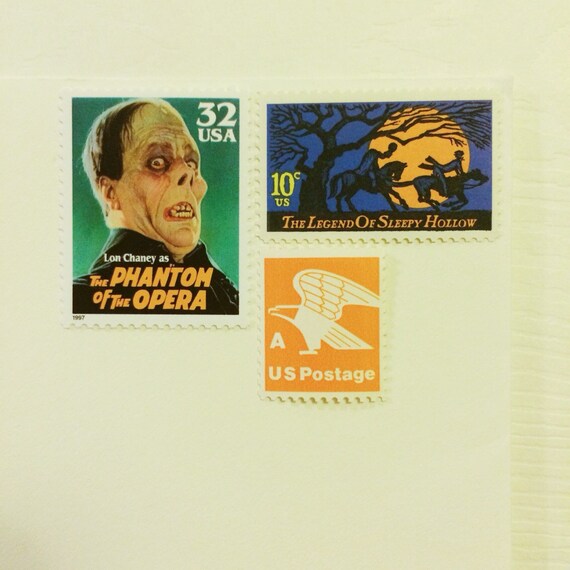 32
USA
Lon Chaney as
THE PHANTOM
OF THE OPERA
1997
10c
US
THE LEGEND OF SLEEPY HOLLOW
A
US Postage